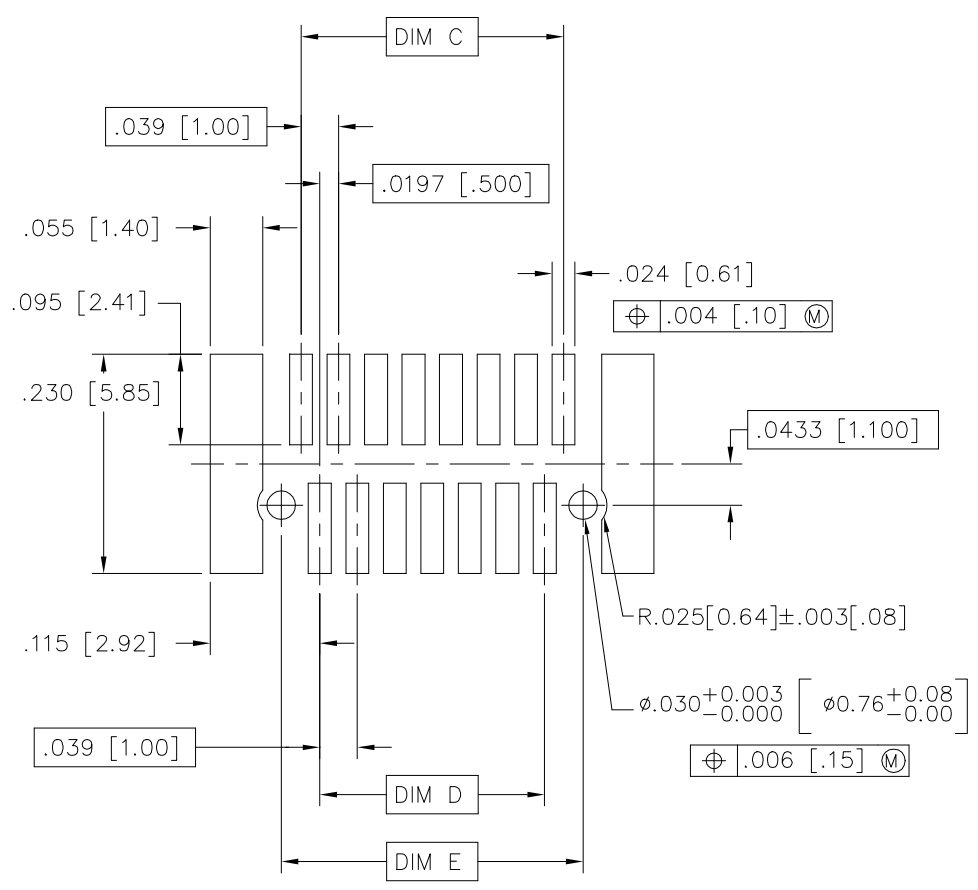 DIM C
.039 [1.00]
.0197 [.500]
.055 [1.40]
.024 [0.61]
.095 [2.41]
⌖ .004 [.10] Ⓜ
.230 [5.85]
.0433 [1.100]
R.025[0.64]±.003[.08]
.115 [2.92]
⌀.030+0.003 -0.000 [⌀0.76+0.08 -0.00]
.039 [1.00]
⌖ .006 [.15] Ⓜ
DIM D
DIM E